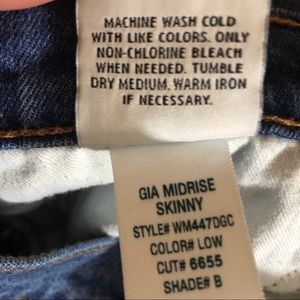 MACHINE WASH COLD
WITH LIKE COLORS. ONLY
NON-CHLORINE BLEACH
WHEN NEEDED. TUMBLE
DRY MEDIUM. WARM IRON
IF NECESSARY.
GIA MIDRISE
SKINNY
STYLE# WM447DGC
COLOR# LOW
CUT# 6655
SHADE# B